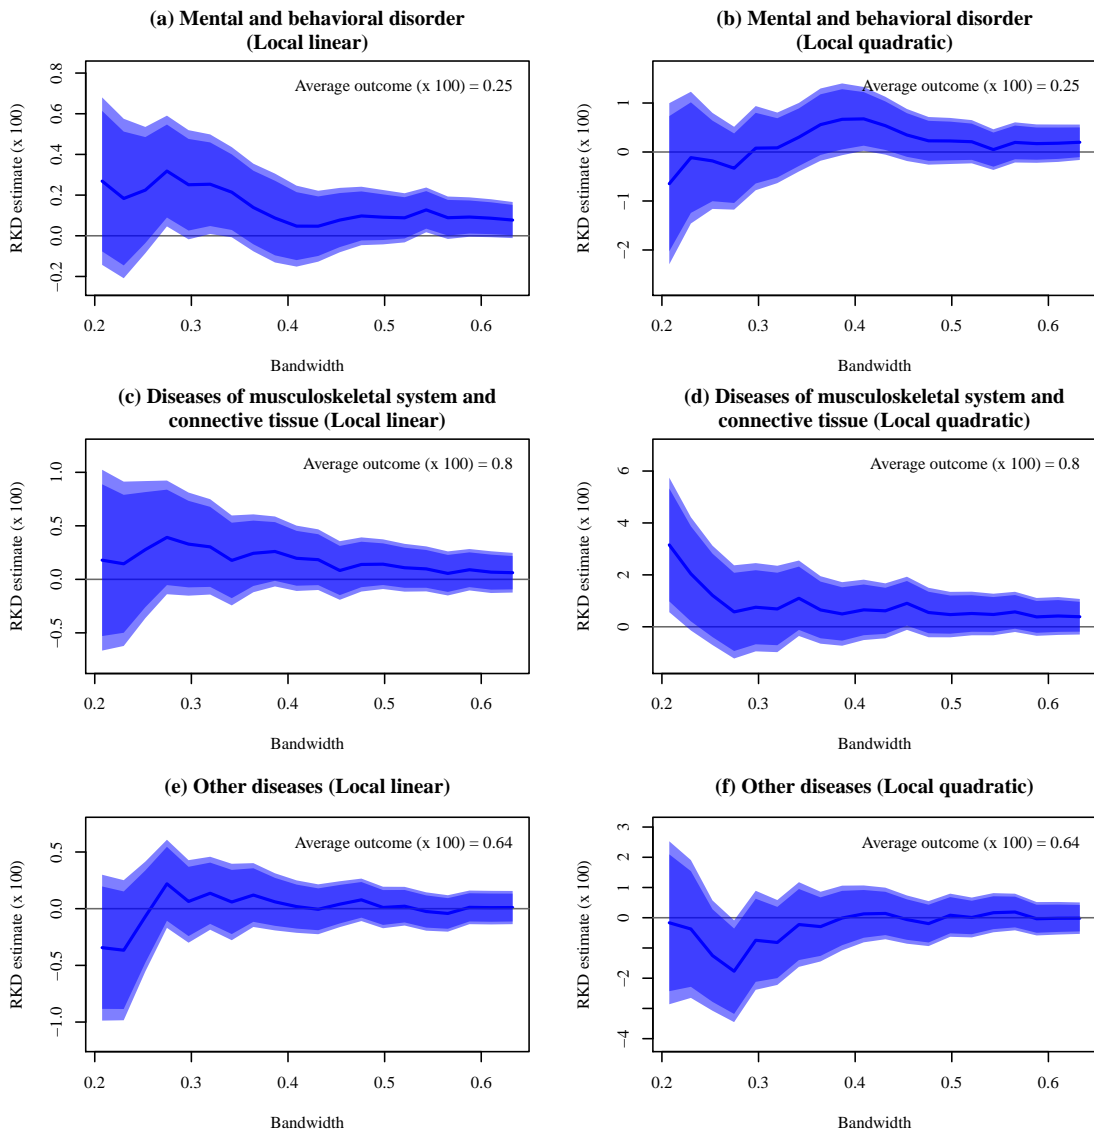 (a) Mental and behavioral disorder
(Local linear)
Average outcome (x 100) = 0.25
RKD estimate (x 100)
0.8
0.6
0.4
0.2
0.0
−0.2
0.2 0.3 0.4 0.5 0.6
Bandwidth
(b) Mental and behavioral disorder
(Local quadratic)
Average outcome (x 100) = 0.25
RKD estimate (x 100)
1
0
−1
−2
0.2 0.3 0.4 0.5 0.6
Bandwidth
(c) Diseases of musculoskeletal system and
connective tissue (Local linear)
Average outcome (x 100) = 0.8
RKD estimate (x 100)
1.0
0.5
0.0
−0.5
0.2 0.3 0.4 0.5 0.6
Bandwidth
(d) Diseases of musculoskeletal system and
connective tissue (Local quadratic)
Average outcome (x 100) = 0.8
RKD estimate (x 100)
6
4
2
0
0.2 0.3 0.4 0.5 0.6
Bandwidth
(e) Other diseases (Local linear)
Average outcome (x 100) = 0.64
RKD estimate (x 100)
0.5
0.0
−0.5
−1.0
0.2 0.3 0.4 0.5 0.6
Bandwidth
(f) Other diseases (Local quadratic)
Average outcome (x 100) = 0.64
RKD estimate (x 100)
3
2
1
0
−2
−4
0.2 0.3 0.4 0.5 0.6
Bandwidth